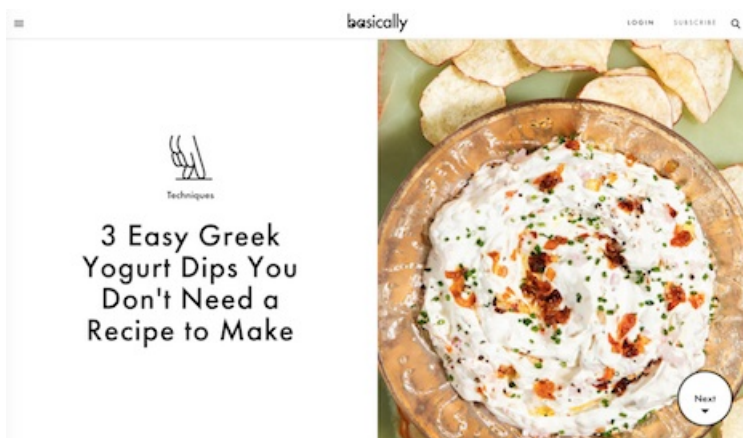 basically
LOGIN SUBSCRIBE
Techniques
3 Easy Greek
Yogurt Dips You
Don't Need a
Recipe to Make
Next